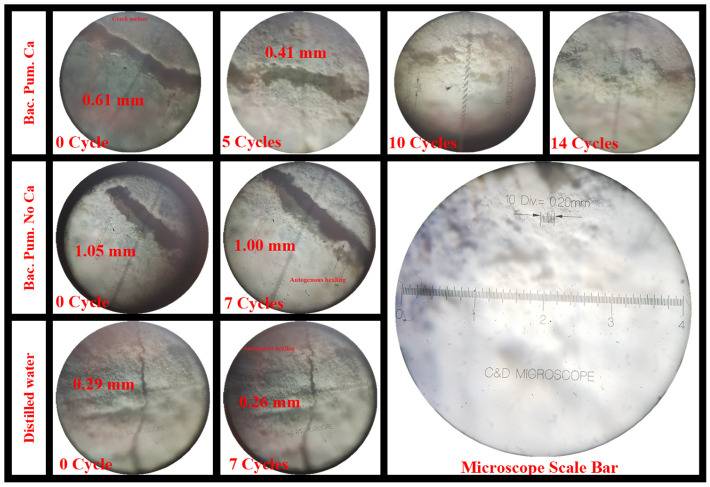 Bac. Pum. Ca
Crack surface
0.61 mm
0 Cycle
0.41 mm
5 Cycles
10 Cycles
14 Cycles
Bac. Pum. No Ca
1.05 mm
0 Cycle
1.00 mm
Autogenous healing
7 Cycles
10 Div.= 0.20mm
0 1 2 3 4
C&D MICROSCOPE
Microscope Scale Bar
Distilled water
0.29 mm
0 Cycle
0.26 mm
7 Cycles